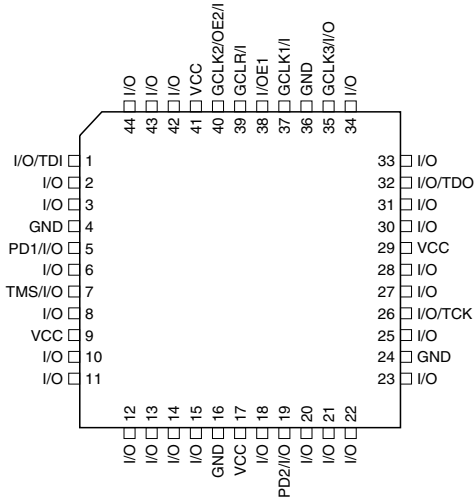 I/O
I/O
I/O
VCC
GCLK2/OE2/I
GCLR/I
I/OE1
GCLK1/I
GND
GCLK3/I/O
I/O
44
43
42
41
40
39
38
37
36
35
34
I/O/TDI 1
I/O 2
I/O 3
GND 4
PD1/I/O 5
I/O 6
TMS/I/O 7
I/O 8
VCC 9
I/O 10
I/O 11
33 I/O
32 I/O/TDO
31 I/O
30 I/O
29 VCC
28 I/O
27 I/O
26 I/O/TCK
25 I/O
24 GND
23 I/O
12
13
14
15
16
17
18
19
20
21
22
I/O
I/O
I/O
I/O
GND
VCC
I/O
PD2/I/O
I/O
I/O
I/O